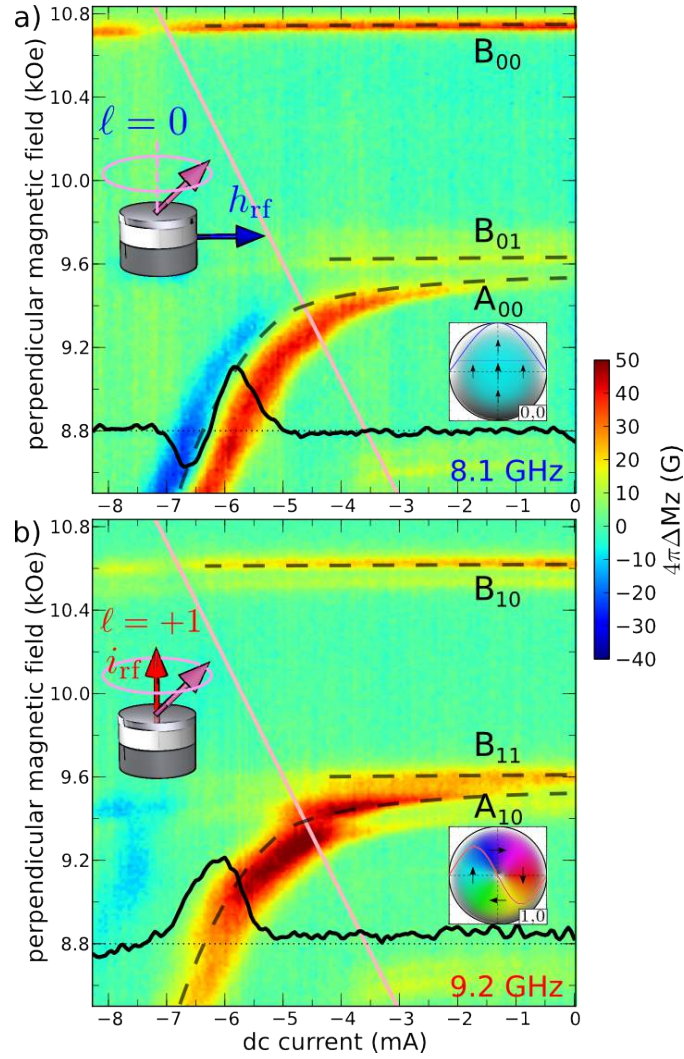 a)
perpendicular magnetic field (kOe)
10.8
10.4
10.0
9.6
9.2
8.8
B₀₀
ℓ = 0
h_rf
B₀₁
A₀₀
0,0
8.1 GHz
−8 −7 −6 −5 −4 −3 −2 −1 0
b)
perpendicular magnetic field (kOe)
10.8
10.4
10.0
9.6
9.2
8.8
B₁₀
ℓ = +1
i_rf
B₁₁
A₁₀
1,0
9.2 GHz
−8 −7 −6 −5 −4 −3 −2 −1 0
dc current (mA)
50
40
30
20
10
0
−10
−20
−30
−40
4πΔMz (G)